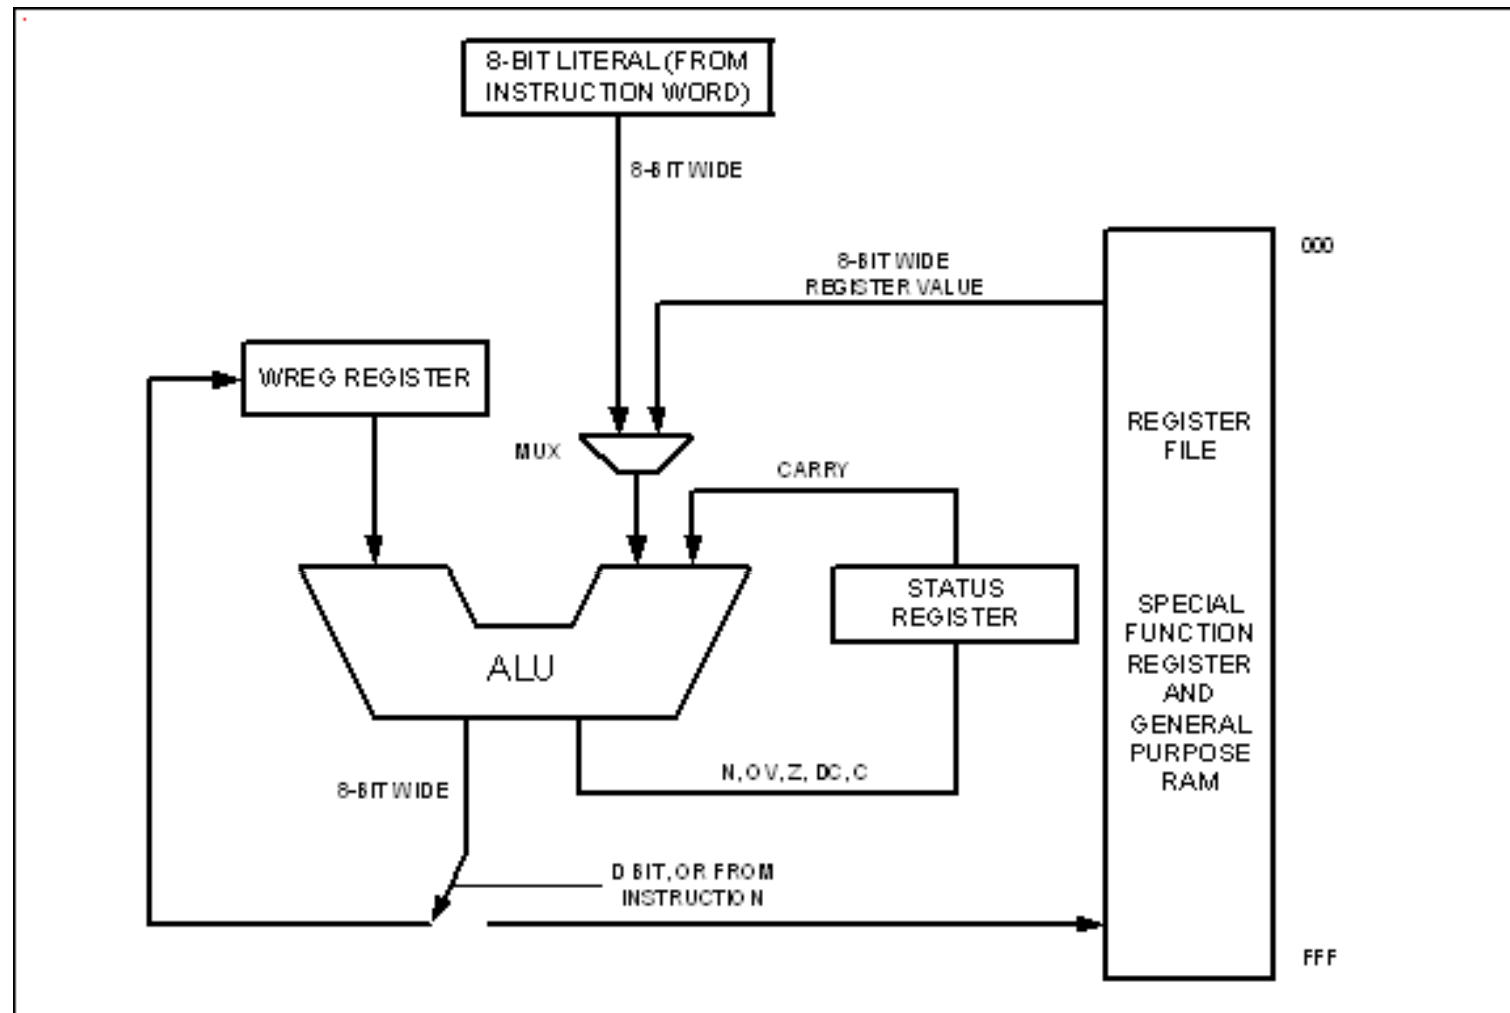 8-BIT LITERAL (FROM
INSTRUCTION WORD)
8-BIT WIDE
000
8-BIT WIDE
REGISTER VALUE
WREG REGISTER
REGISTER
FILE
MUX
CARRY
STATUS
REGISTER
SPECIAL
FUNCTION
REGISTER
AND
GENERAL
PURPOSE
RAM
ALU
N, OV, Z, DC, C
8-BIT WIDE
D BIT, OR FROM
INSTRUCTION
FFF